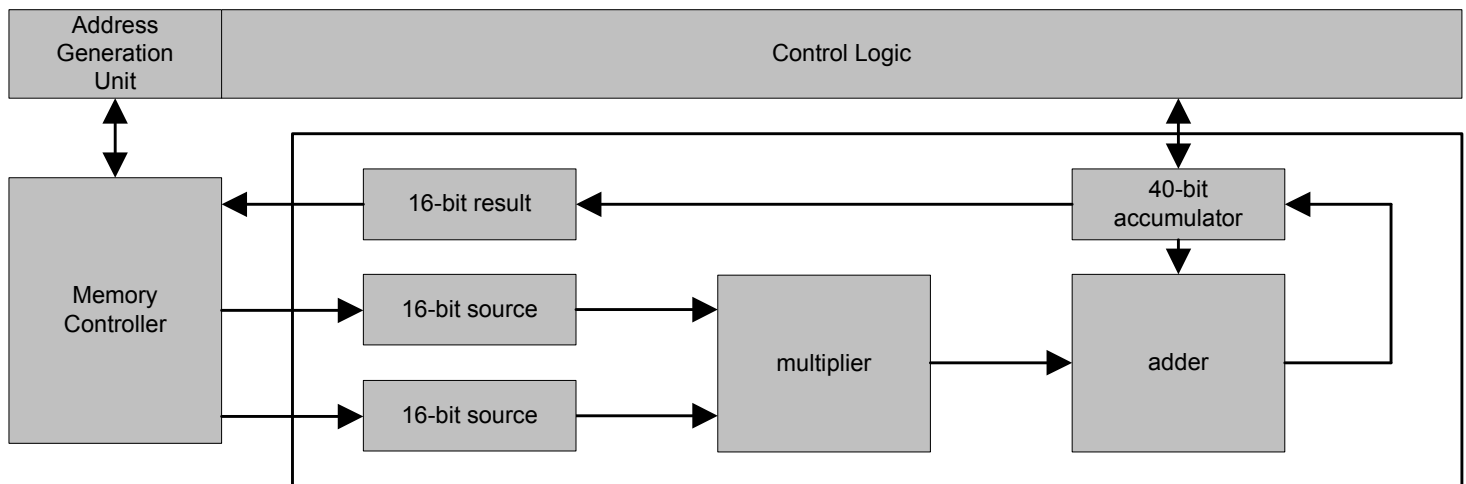 Address
Generation
Unit
Control Logic
16-bit result
40-bit
accumulator
Memory
Controller
16-bit source
multiplier
adder
16-bit source